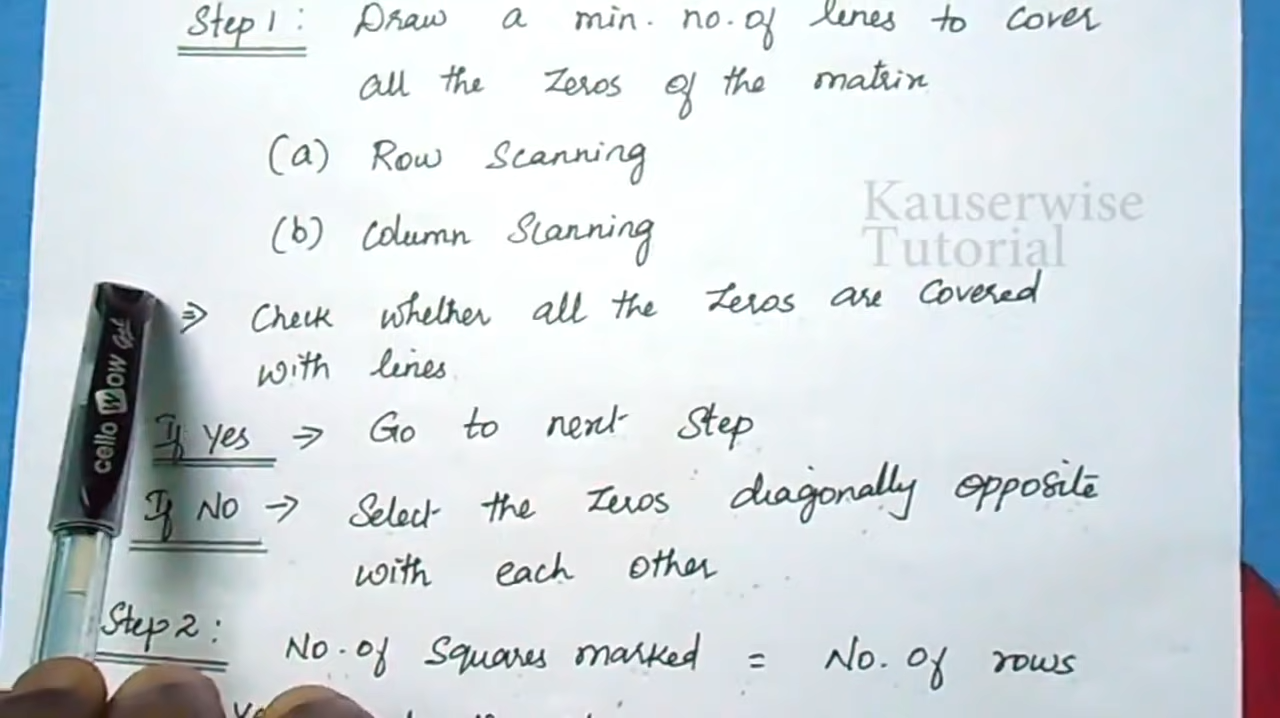 Step 1 : Draw a min. no. of lines to cover
all the zeros of the matrix
(a) Row Scanning
(b) Column Scanning
Kauserwise
Tutorial
⇒ Check whether all the zeros are covered
with lines.
If Yes → Go to next Step
If No → Select the zeros diagonally opposite
with each other
Step 2 : No. of Squares marked = No. of rows
cello WOW Gel